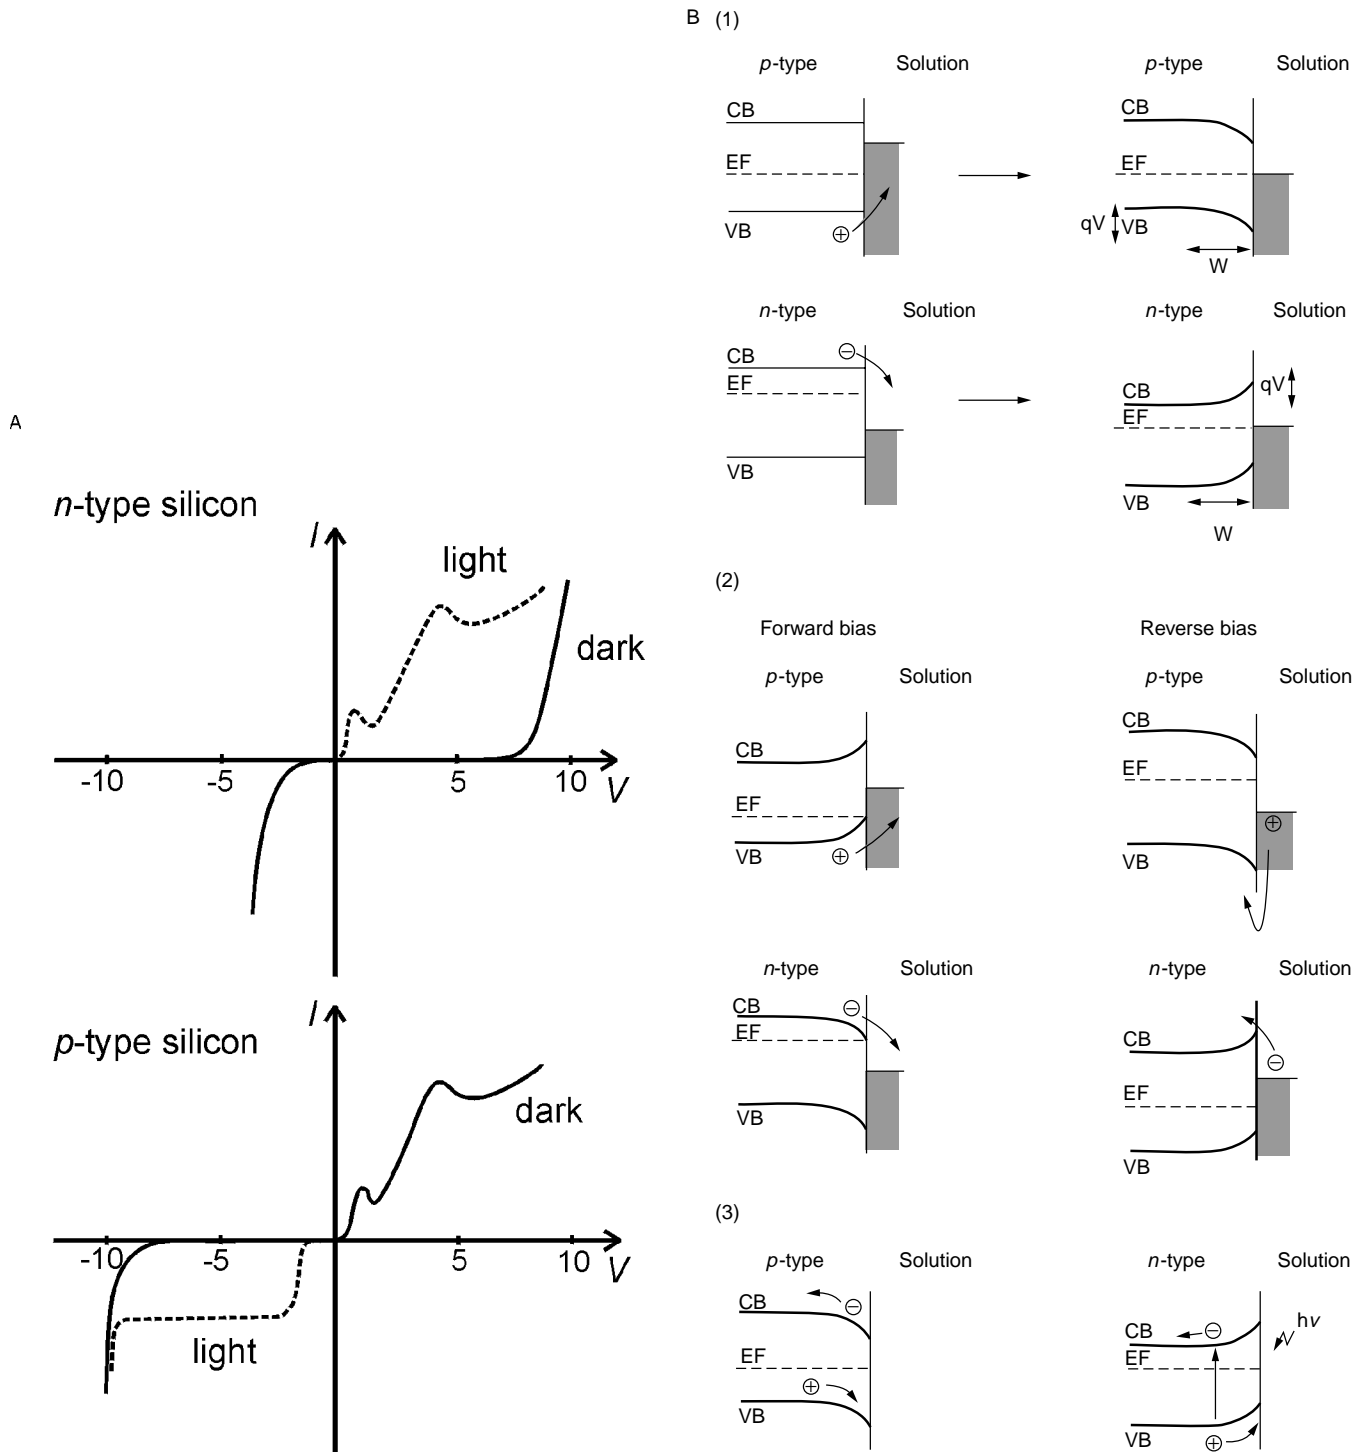 A
n-type silicon
I
light
dark
-10 -5 5 10
V
p-type silicon
I
dark
-10 -5 5 10
V
light
B (1)
p-type Solution p-type Solution
CB CB
EF EF
VB ⊕ qV VB
W
n-type Solution n-type Solution
CB ⊖ CB qV
EF EF
VB VB
W
(2)
Forward bias Reverse bias
p-type Solution p-type Solution
CB CB
EF EF
VB ⊕ VB ⊕
n-type Solution n-type Solution
CB ⊖ CB ⊖
EF EF
VB VB
(3)
p-type Solution n-type Solution
CB ⊖ CB ⊖ hν
EF EF
VB ⊕ VB ⊕